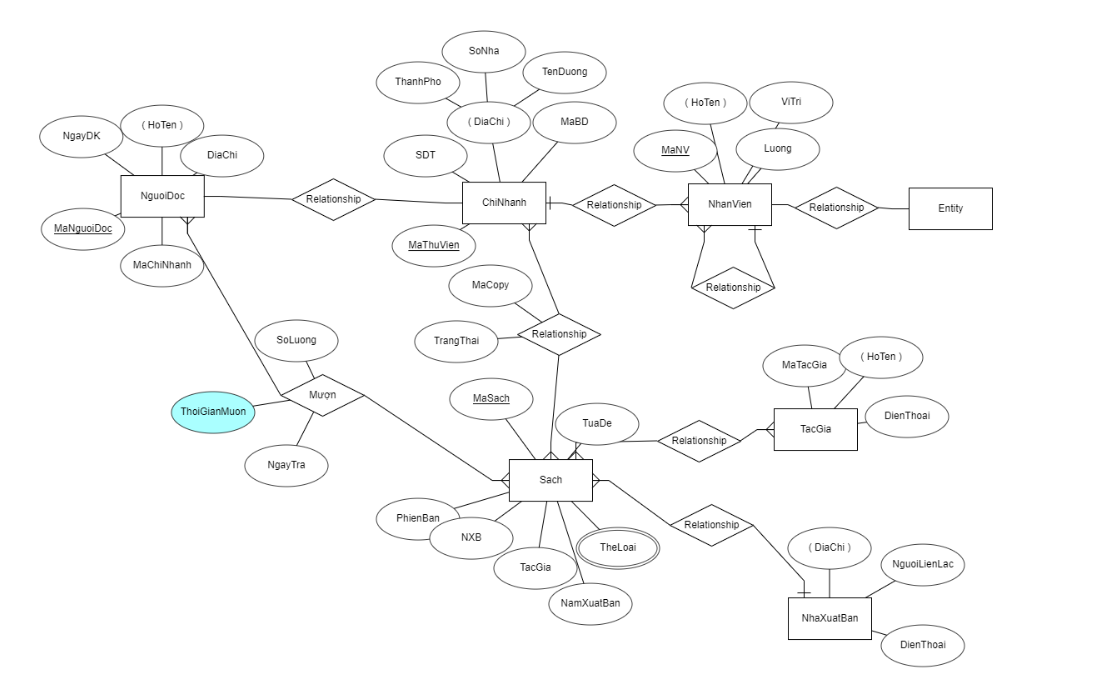 SoNha
ThanhPho
TenDuong
( DiaChi )
MaBD
SDT
ChiNhanh
MaThuVien
NgayDK
( HoTen )
DiaChi
NguoiDoc
MaNguoiDoc
MaChiNhanh
Relationship
Relationship
( HoTen )
ViTri
MaNV
Luong
NhanVien
Relationship
Entity
Relationship
MaCopy
TrangThai
Relationship
SoLuong
ThoiGianMuon
Mượn
NgayTra
MaSach
TuaDe
Sach
PhienBan
NXB
TacGia
TheLoai
NamXuatBan
Relationship
MaTacGia
( HoTen )
DienThoai
TacGia
Relationship
( DiaChi )
NguoiLienLac
NhaXuatBan
DienThoai